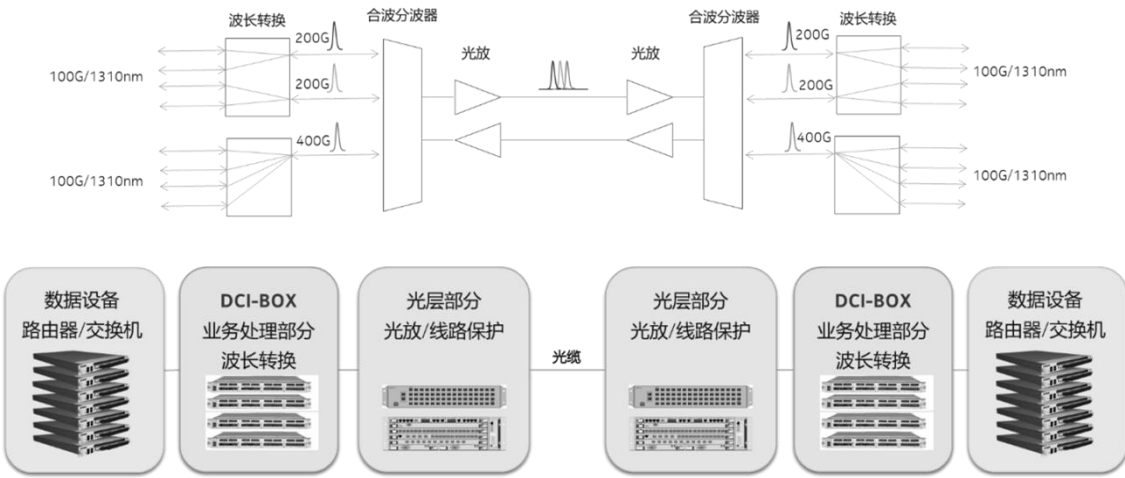 波长转换
合波分波器
合波分波器
波长转换
200G
光放
光放
200G
100G/1310nm
200G
200G
100G/1310nm
400G
400G
100G/1310nm
100G/1310nm
数据设备
路由器/交换机
DCI-BOX
业务处理部分
波长转换
光层部分
光放/线路保护
光缆
光层部分
光放/线路保护
DCI-BOX
业务处理部分
波长转换
数据设备
路由器/交换机